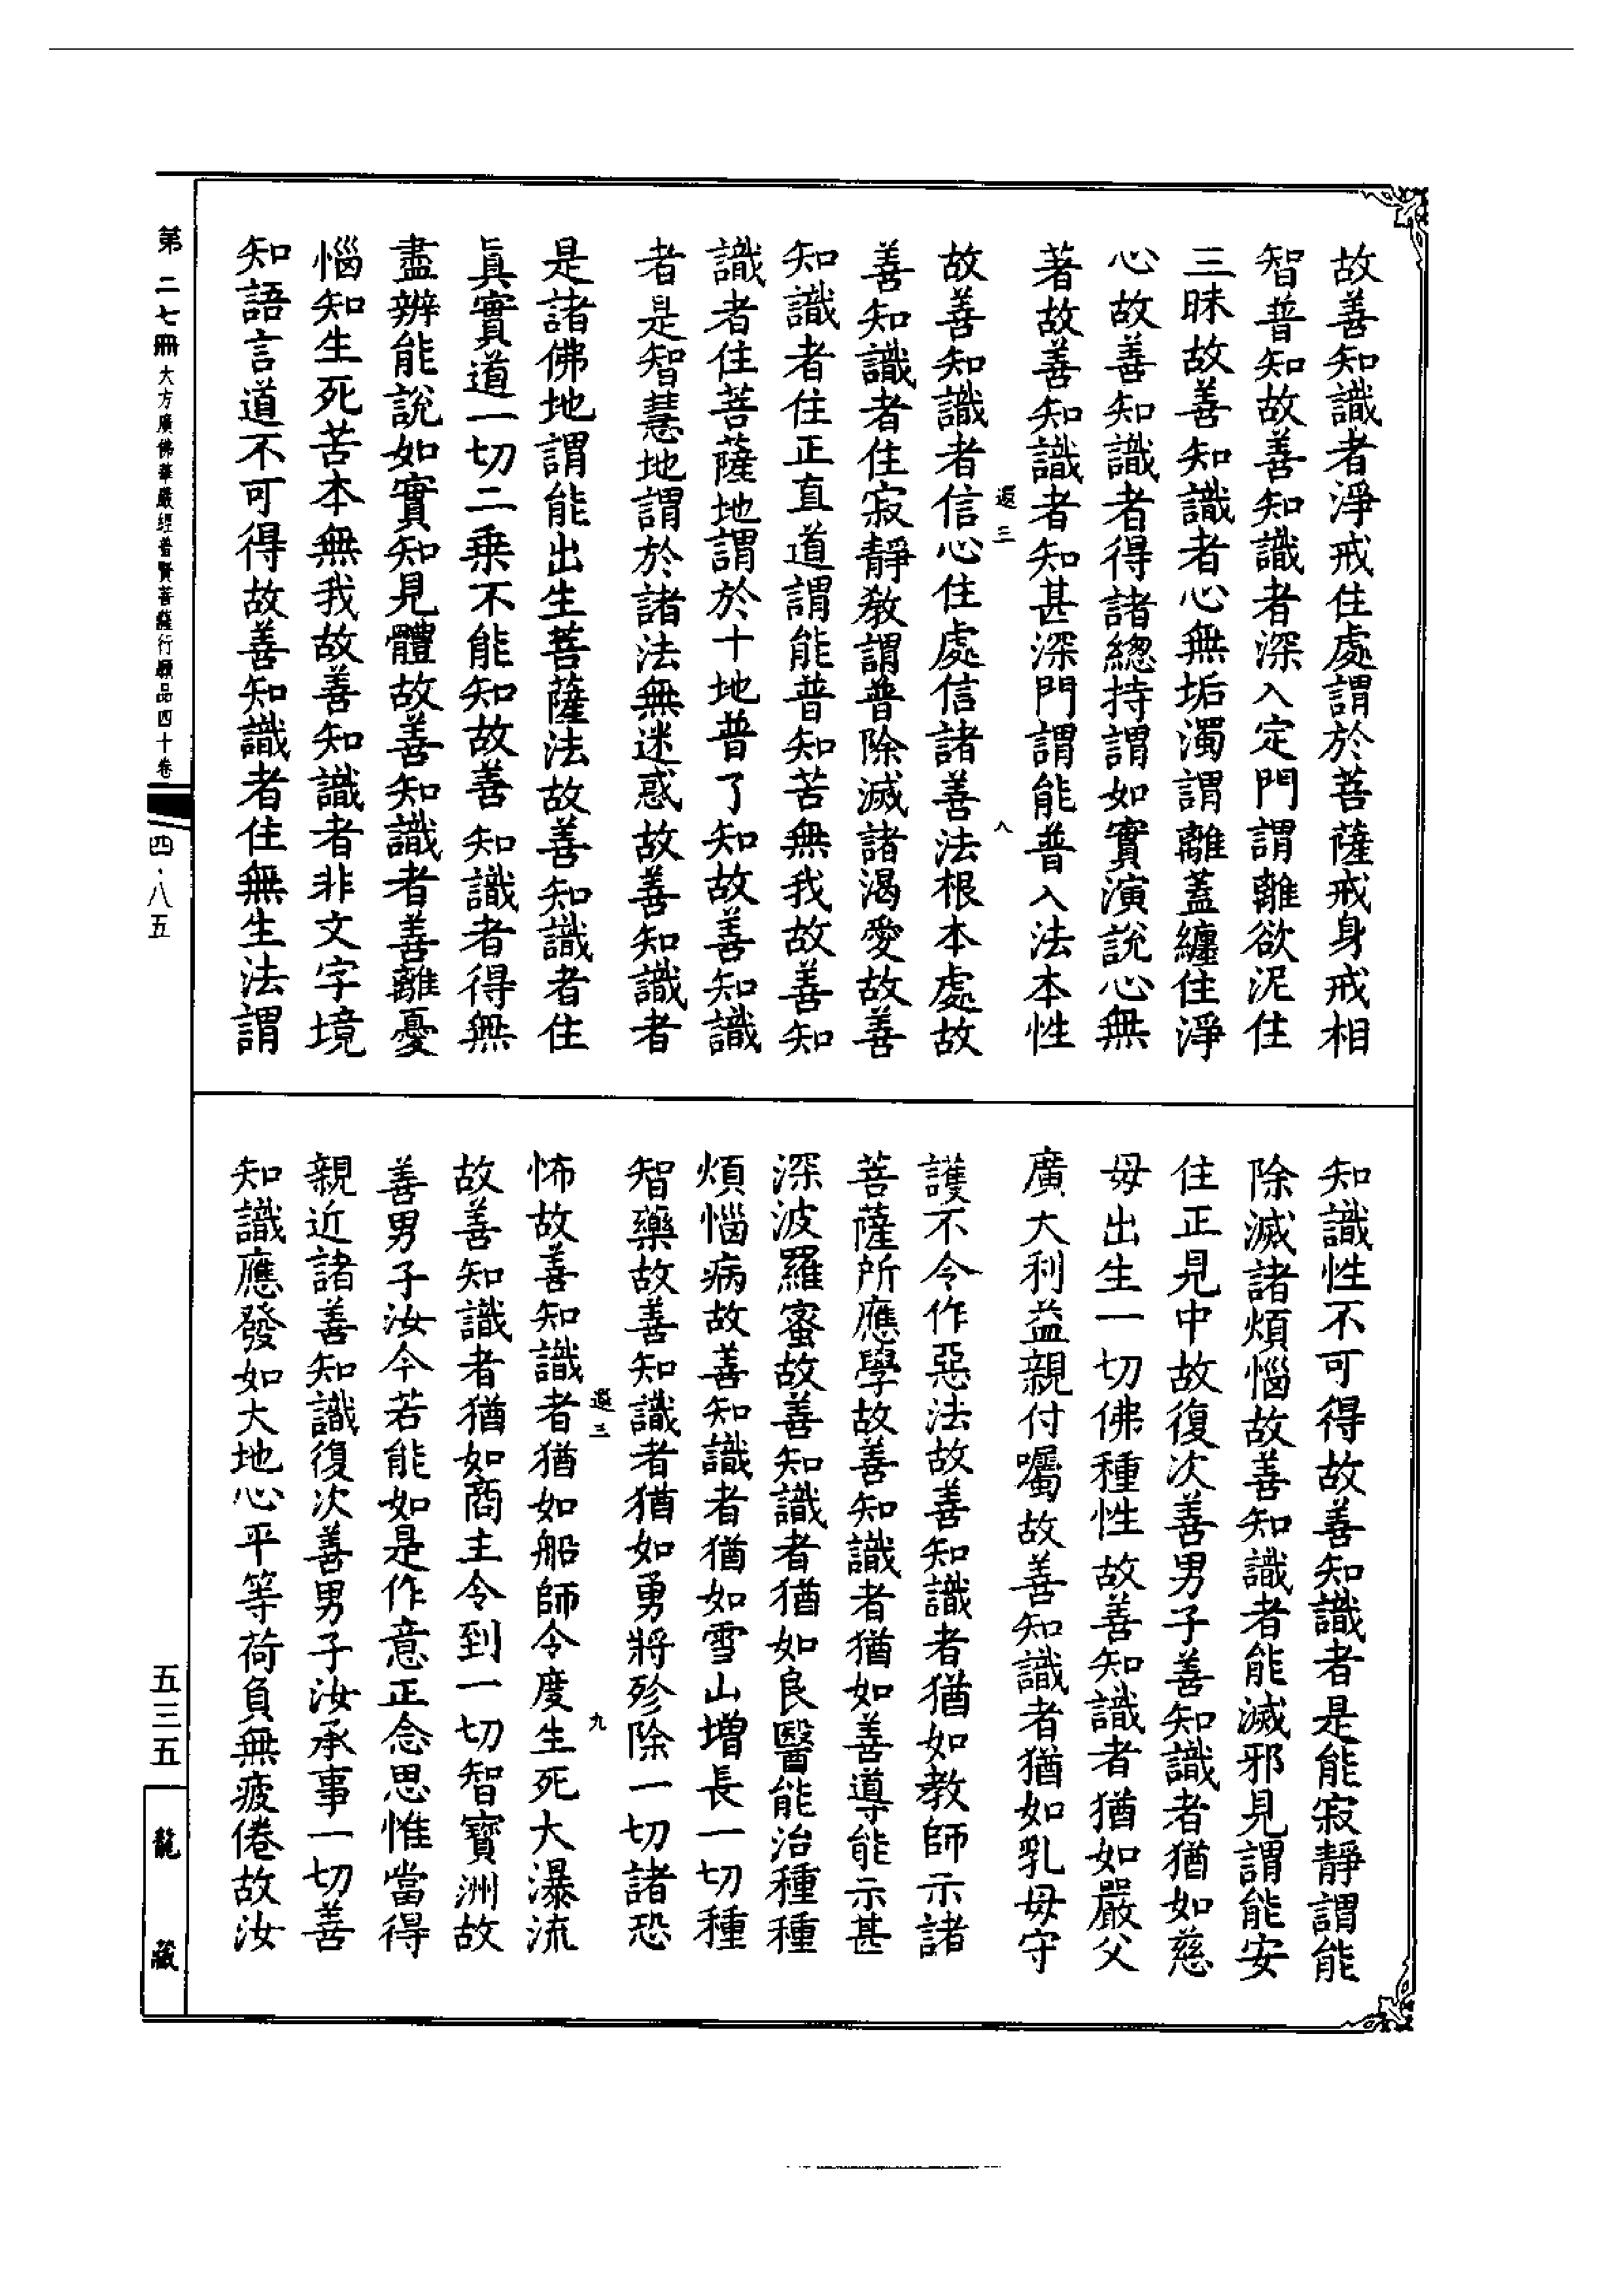 故善知識者淨戒住處謂於菩薩戒身戒相
智普知故善知識者深入定門謂離欲泥住
三昧故善知識者心無垢濁謂離蓋纏住淨
心故善知識者得諸總持謂如實演說心無
著故善知識者知甚深門謂能普入法本性
遐三 八
故善知識者信心住處信諸善法根本處故
善知識者住寂靜教謂普除滅諸渴愛故善
知識者住正直道謂能普知苦無我故善知
識者住菩薩地謂於十地普了知故善知識
者是智慧地謂於諸法無迷惑故善知識者
是諸佛地謂能出生菩薩法故善知識者住
眞實道一切二乘不能知故善知識者得無
盡辨能說如實知見體故善知識者善離憂
惱知生死苦本無我故善知識者非文字境
知語言道不可得故善知識者住無生法謂
知識性不可得故善知識者是能寂靜謂能
除滅諸煩惱故善知識者能滅邪見謂能安
住正見中故復次善男子善知識者猶如慈
母出生一切佛種性故善知識者猶如嚴父
廣大利益親付囑故善知識者猶如乳母守
護不令作惡法故善知識者猶如教師示諸
菩薩所應學故善知識者猶如善導能示甚
深波羅蜜故善知識者猶如良醫能治種種
煩惱病故善知識者猶如雪山增長一切種
智藥故善知識者猶如勇將殄除一切諸恐
遐三 九
怖故善知識者猶如船師令度生死大瀑流
故善知識者猶如商主令到一切智寶洲故
善男子汝今若能如是作意正念思惟當得
親近諸善知識復次善男子汝承事一切善
知識應發如大地心平等荷負無疲倦故汝
第二七冊 大方廣佛華嚴經普賢菩薩行願品四十卷 四·八五
五三五 龍藏